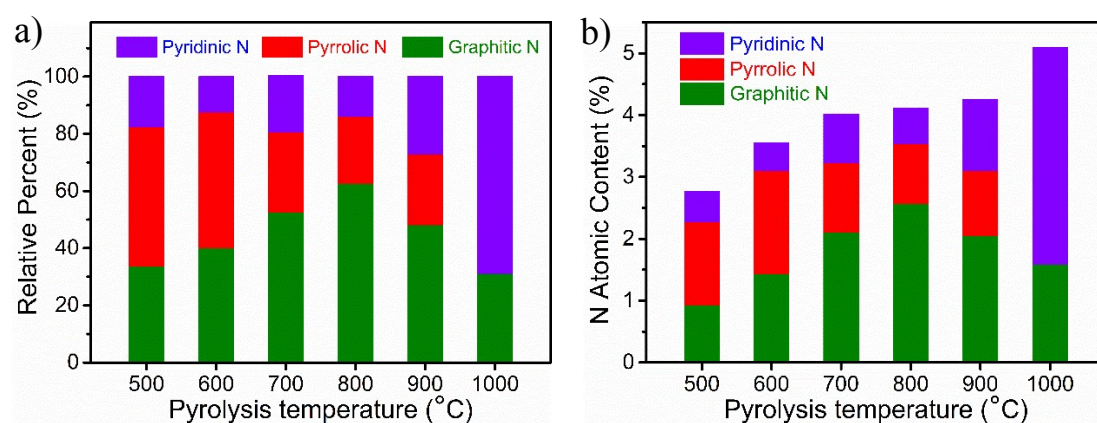 a)
Pyridinic N Pyrrolic N Graphitic N
Relative Percent (%)
100
80
60
40
20
0
500 600 700 800 900 1000
Pyrolysis temperature (°C)
b)
Pyridinic N
Pyrrolic N
Graphitic N
N Atomic Content (%)
5
4
3
2
1
0
500 600 700 800 900 1000
Pyrolysis temperature (°C)